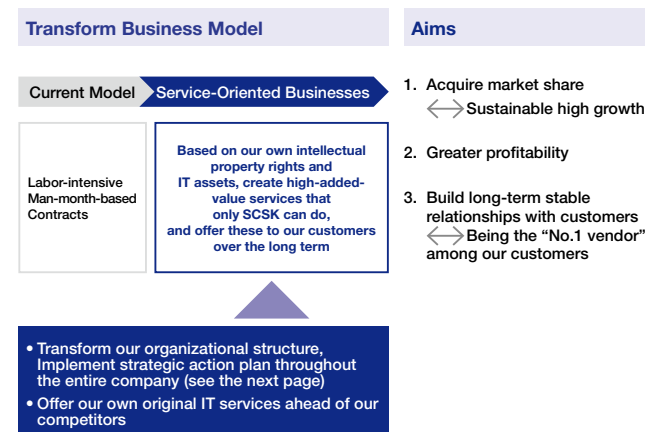 Transform Business Model
Aims
Current Model
Service-Oriented Businesses
Labor-intensive
Man-month-based
Contracts
Based on our own intellectual
property rights and
IT assets, create high-added-
value services that
only SCSK can do,
and offer these to our customers
over the long term
• Transform our organizational structure,
Implement strategic action plan throughout
the entire company (see the next page)
• Offer our own original IT services ahead of our
competitors
1. Acquire market share
Sustainable high growth
2. Greater profitability
3. Build long-term stable
relationships with customers
Being the “No.1 vendor”
among our customers